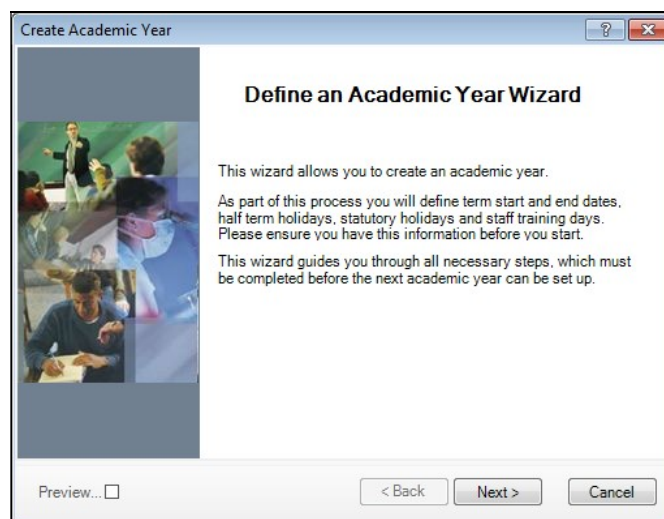 Create Academic Year
Define an Academic Year Wizard
This wizard allows you to create an academic year.
As part of this process you will define term start and end dates,
half term holidays, statutory holidays and staff training days.
Please ensure you have this information before you start.
This wizard guides you through all necessary steps, which must
be completed before the next academic year can be set up.
Preview...
< Back
Next >
Cancel